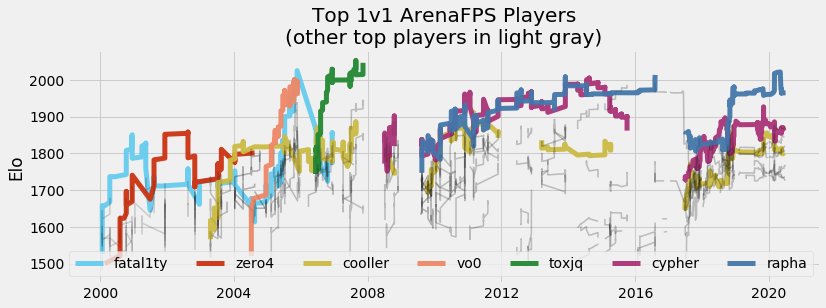 Top 1v1 ArenaFPS Players
(other top players in light gray)
Elo
2000
1900
1800
1700
1600
1500
fatal1ty zero4 cooller vo0 toxjq cypher rapha
2000 2004 2008 2012 2016 2020